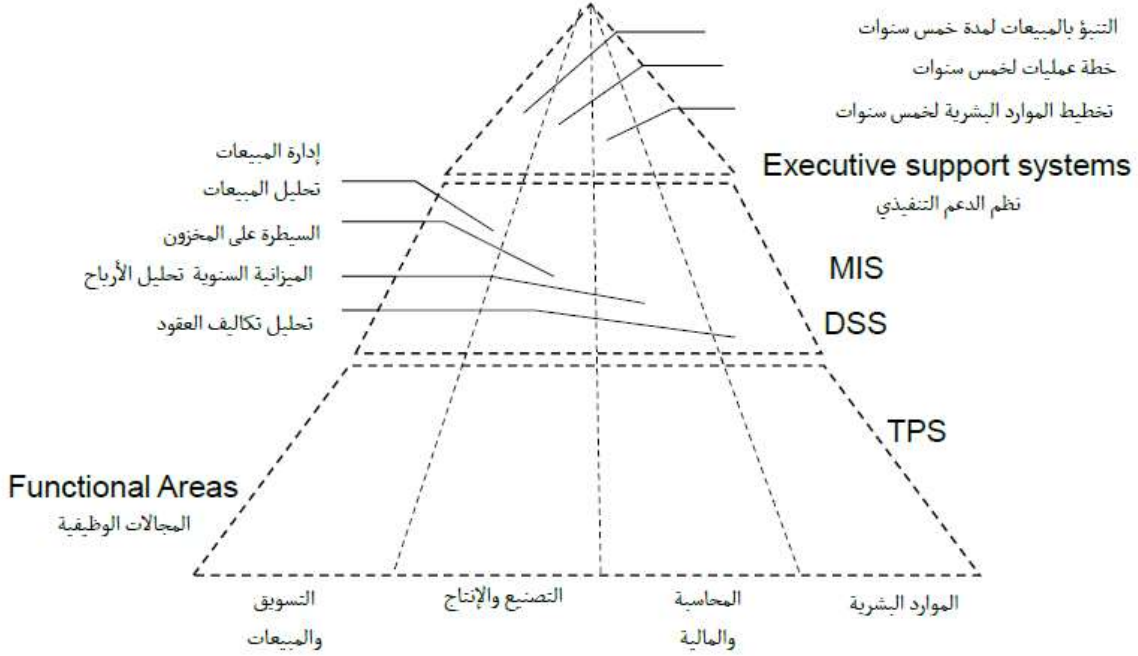 التنبؤ بالمبيعات لمدة خمس سنوات
خطة عمليات لخمس سنوات
تخطيط الموارد البشرية لخمس سنوات
Executive support systems
نظم الدعم التنفيذي
إدارة المبيعات
تحليل المبيعات
السيطرة على المخزون
الميزانية السنوية تحليل الأرباح
تحليل تكاليف العقود
MIS
DSS
TPS
Functional Areas
المجالات الوظيفية
التسويق
والمبيعات
التصنيع والإنتاج
المحاسبة
والمالية
الموارد البشرية